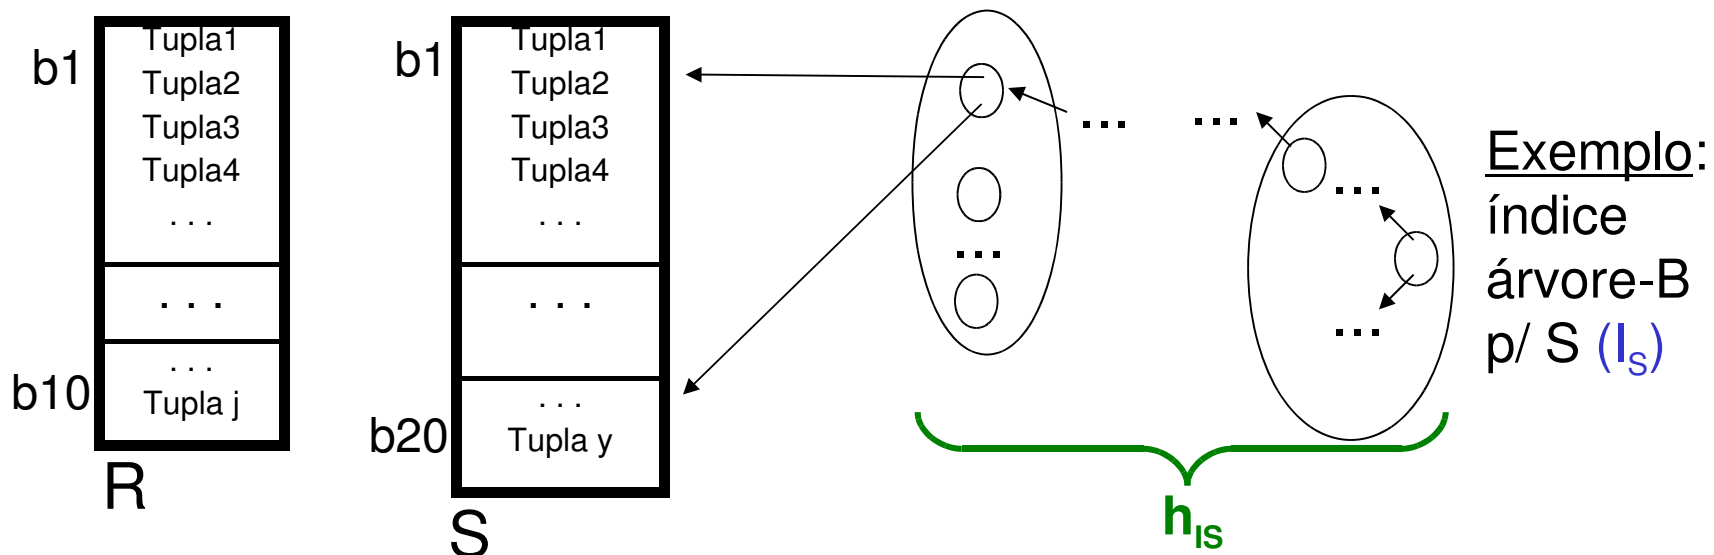 b1
Tupla1
Tupla2
Tupla3
Tupla4
. . .
. . .
. . .
b10
Tupla j
R
b1
Tupla1
Tupla2
Tupla3
Tupla4
. . .
. . .
. . .
b20
Tupla y
S
...
...
...
...
...
Exemplo:
índice
árvore-B
p/ S (IS)
hIS